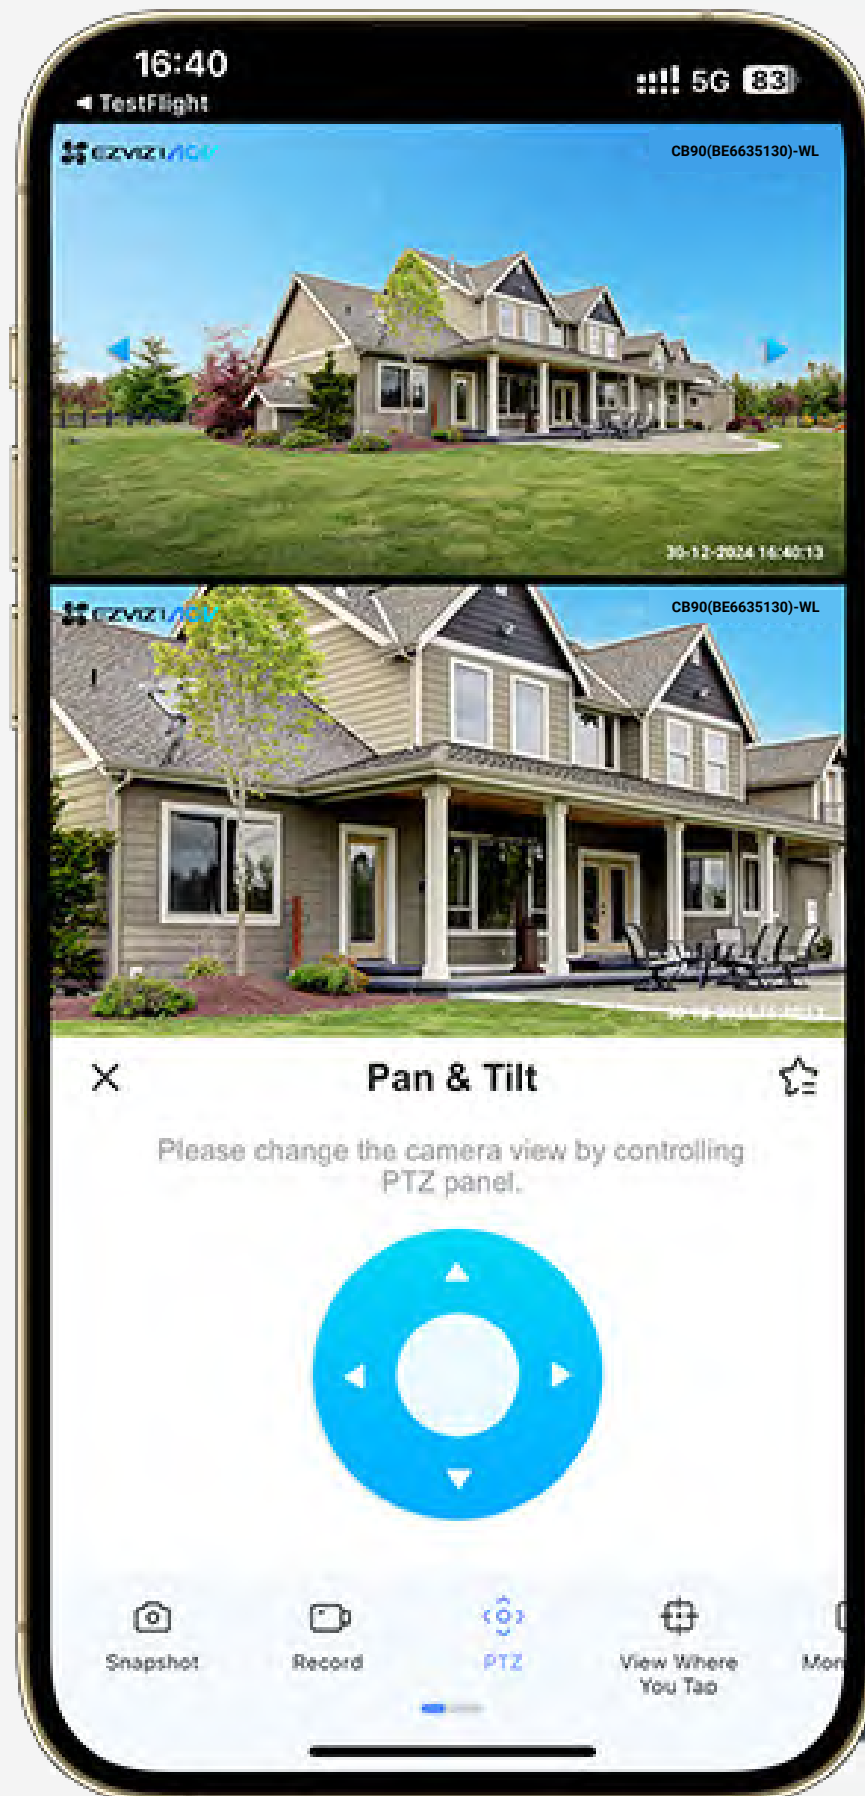 16:40
5G 83
TestFlight
EZVIZ
CB90(BE6635130)-WL
30-12-2024 16:40:13
EZVIZ
CB90(BE6635130)-WL
Pan & Tilt
Please change the camera view by controlling
PTZ panel.
Snapshot
Record
PTZ
View Where
You Tap
Mor